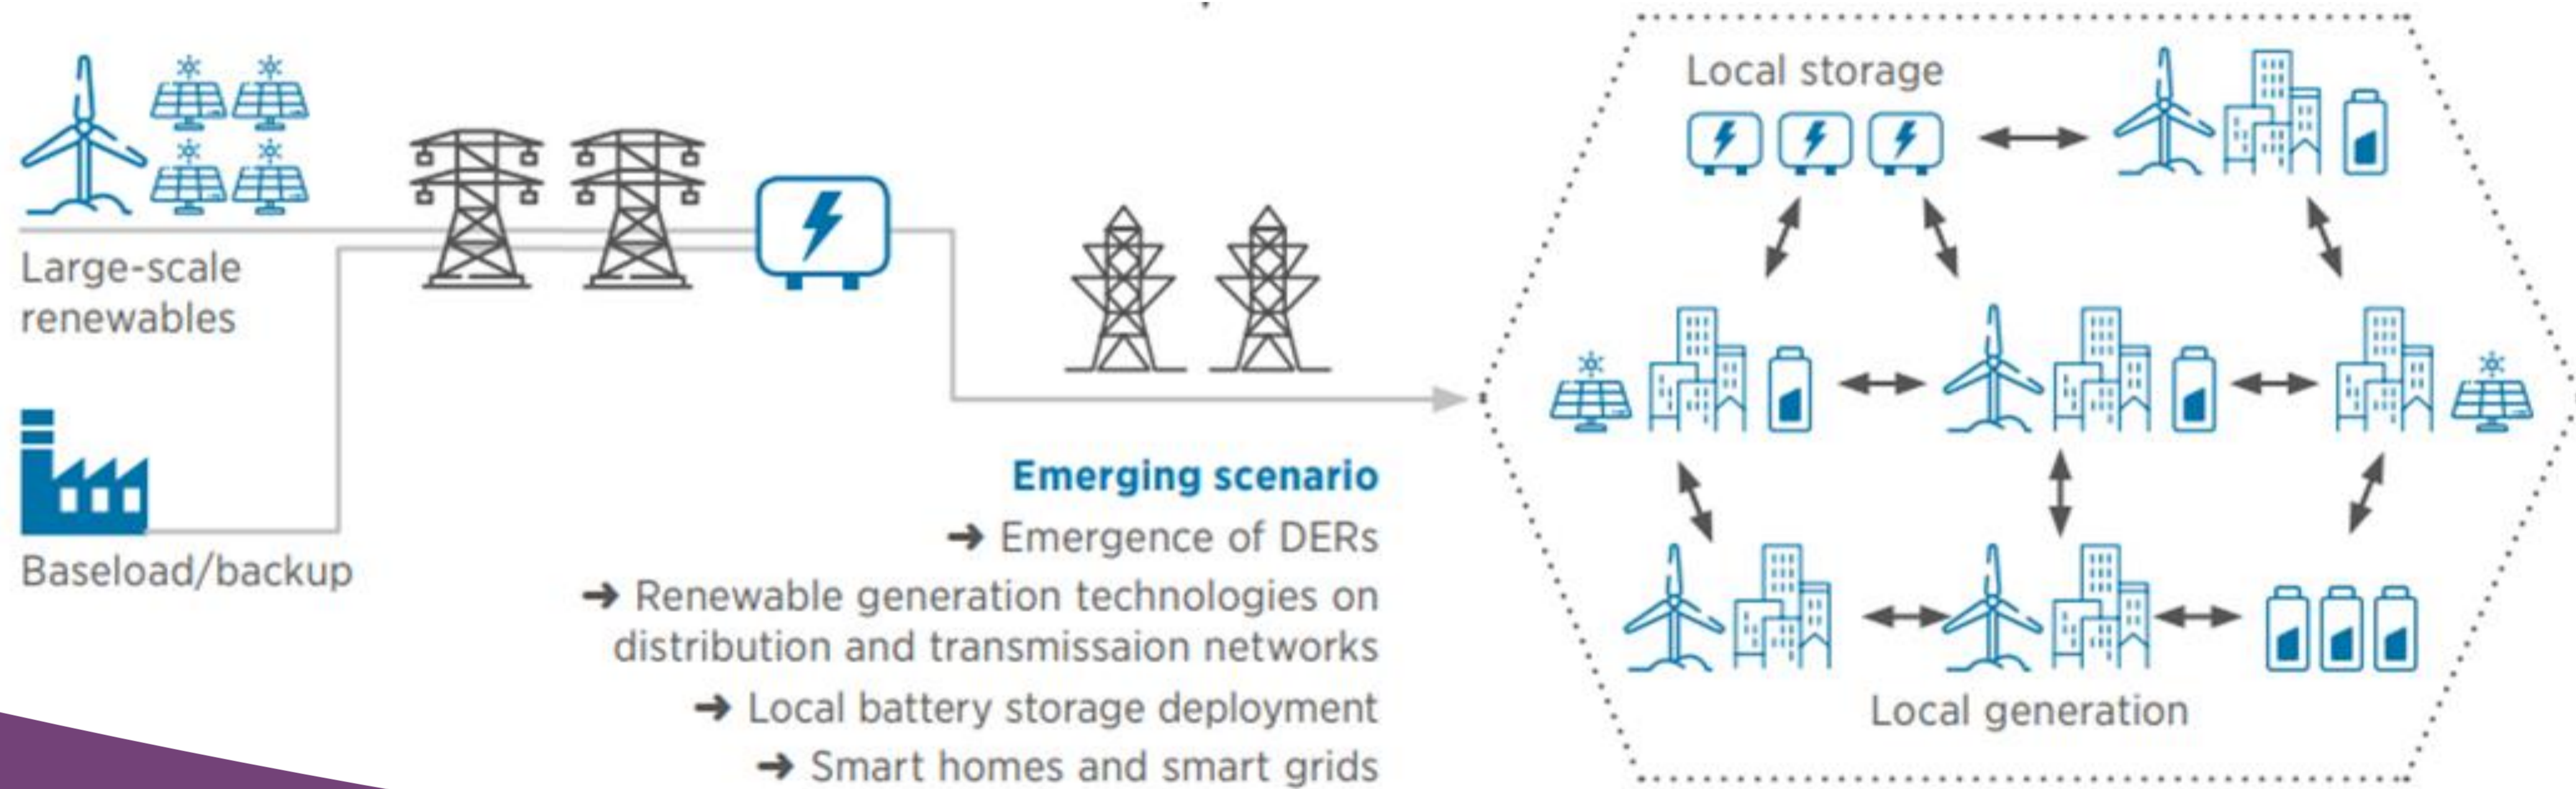 Large-scale
renewables
Baseload/backup
Emerging scenario
➔ Emergence of DERs
➔ Renewable generation technologies on
distribution and transmissaion networks
➔ Local battery storage deployment
➔ Smart homes and smart grids
Local storage
Local generation